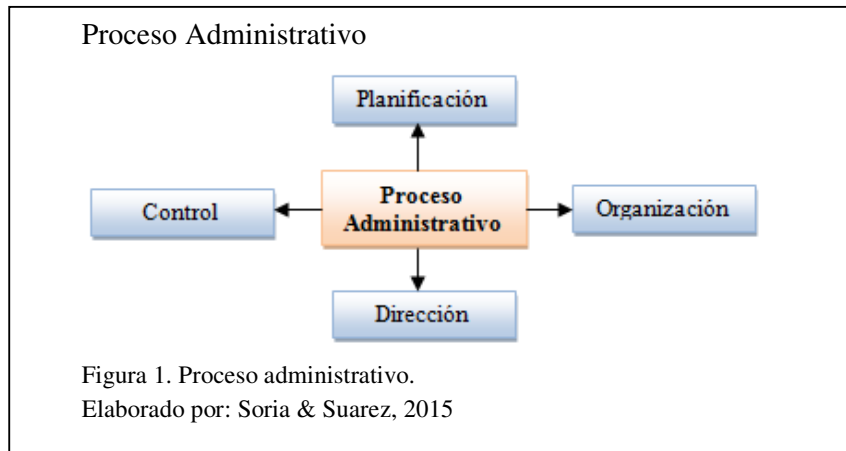 Proceso Administrativo
Planificación
Control
Proceso
Administrativo
Organización
Dirección
Figura 1. Proceso administrativo.
Elaborado por: Soria & Suarez, 2015